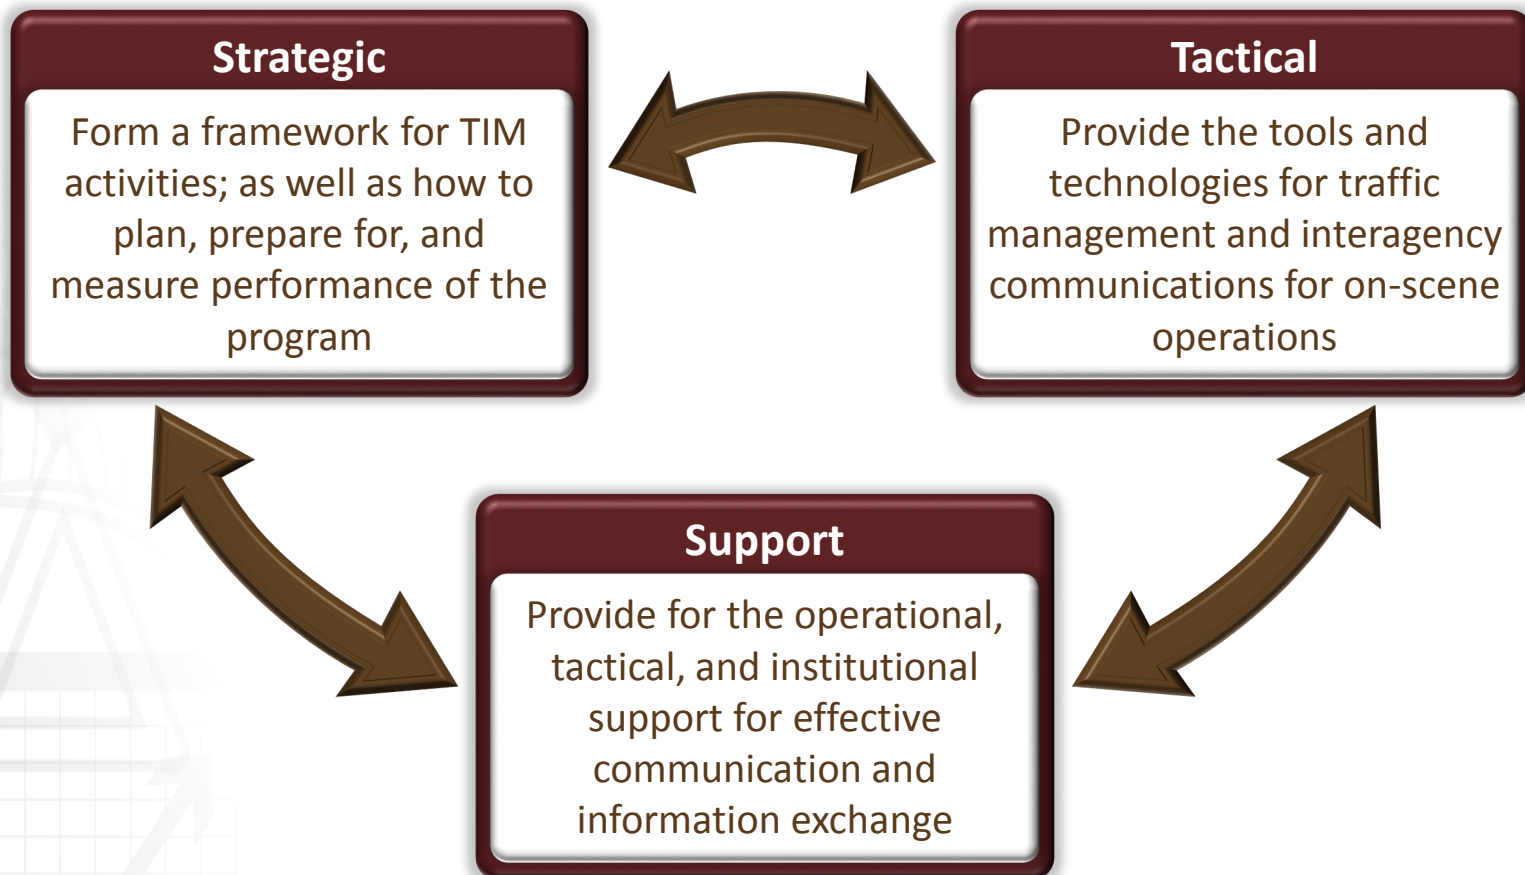 Strategic
Form a framework for TIM
activities; as well as how to
plan, prepare for, and
measure performance of the
program
Tactical
Provide the tools and
technologies for traffic
management and interagency
communications for on-scene
operations
Support
Provide for the operational,
tactical, and institutional
support for effective
communication and
information exchange